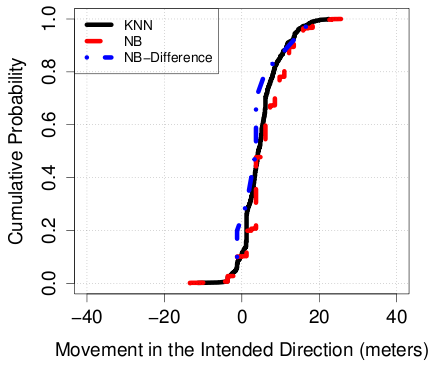 KNN
NB
NB−Difference
Cumulative Probability
1.0
0.8
0.6
0.4
0.2
0.0
−40 −20 0 20 40
Movement in the Intended Direction (meters)